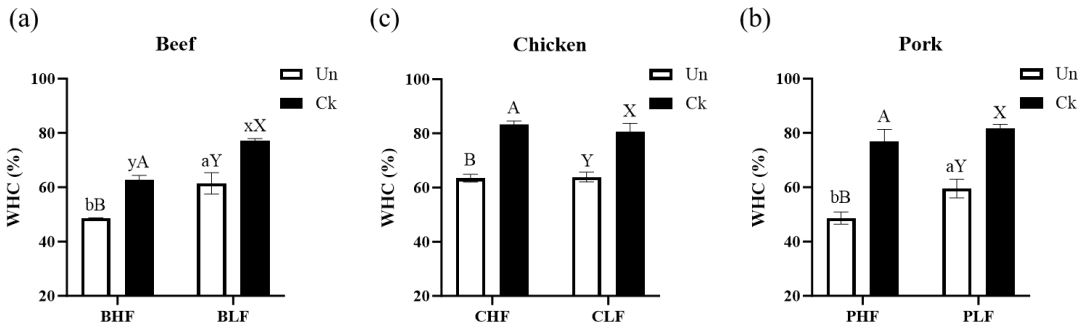 (a)
Beef
WHC (%)
100
80
60
40
20
bB
yA
aY
xX
Un
Ck
BHF
BLF
(c)
Chicken
WHC (%)
100
80
60
40
20
B
A
Y
X
Un
Ck
CHF
CLF
(b)
Pork
WHC (%)
100
80
60
40
20
bB
A
aY
X
Un
Ck
PHF
PLF